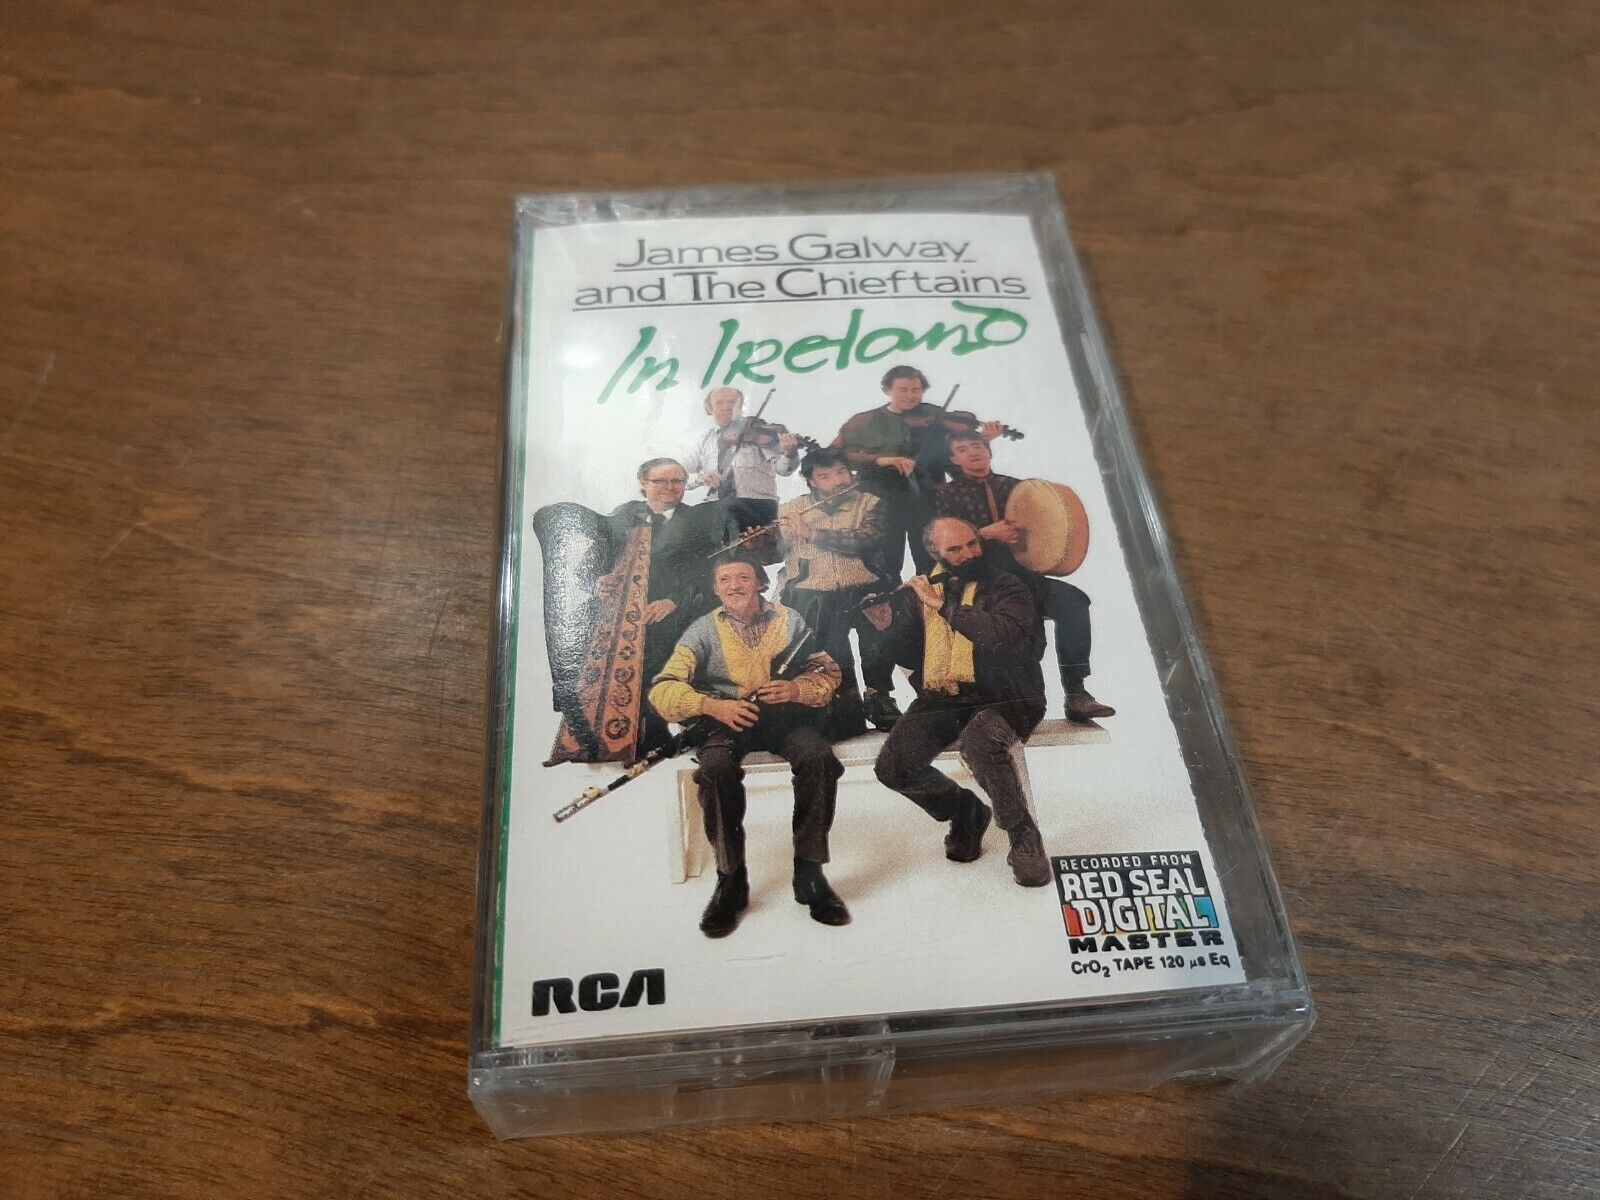 James Galway
and The Chieftains
In Ireland
RECORDED FROM
RED SEAL
DIGITAL
MASTER
CrO₂ TAPE 120 µs Eq
RCA